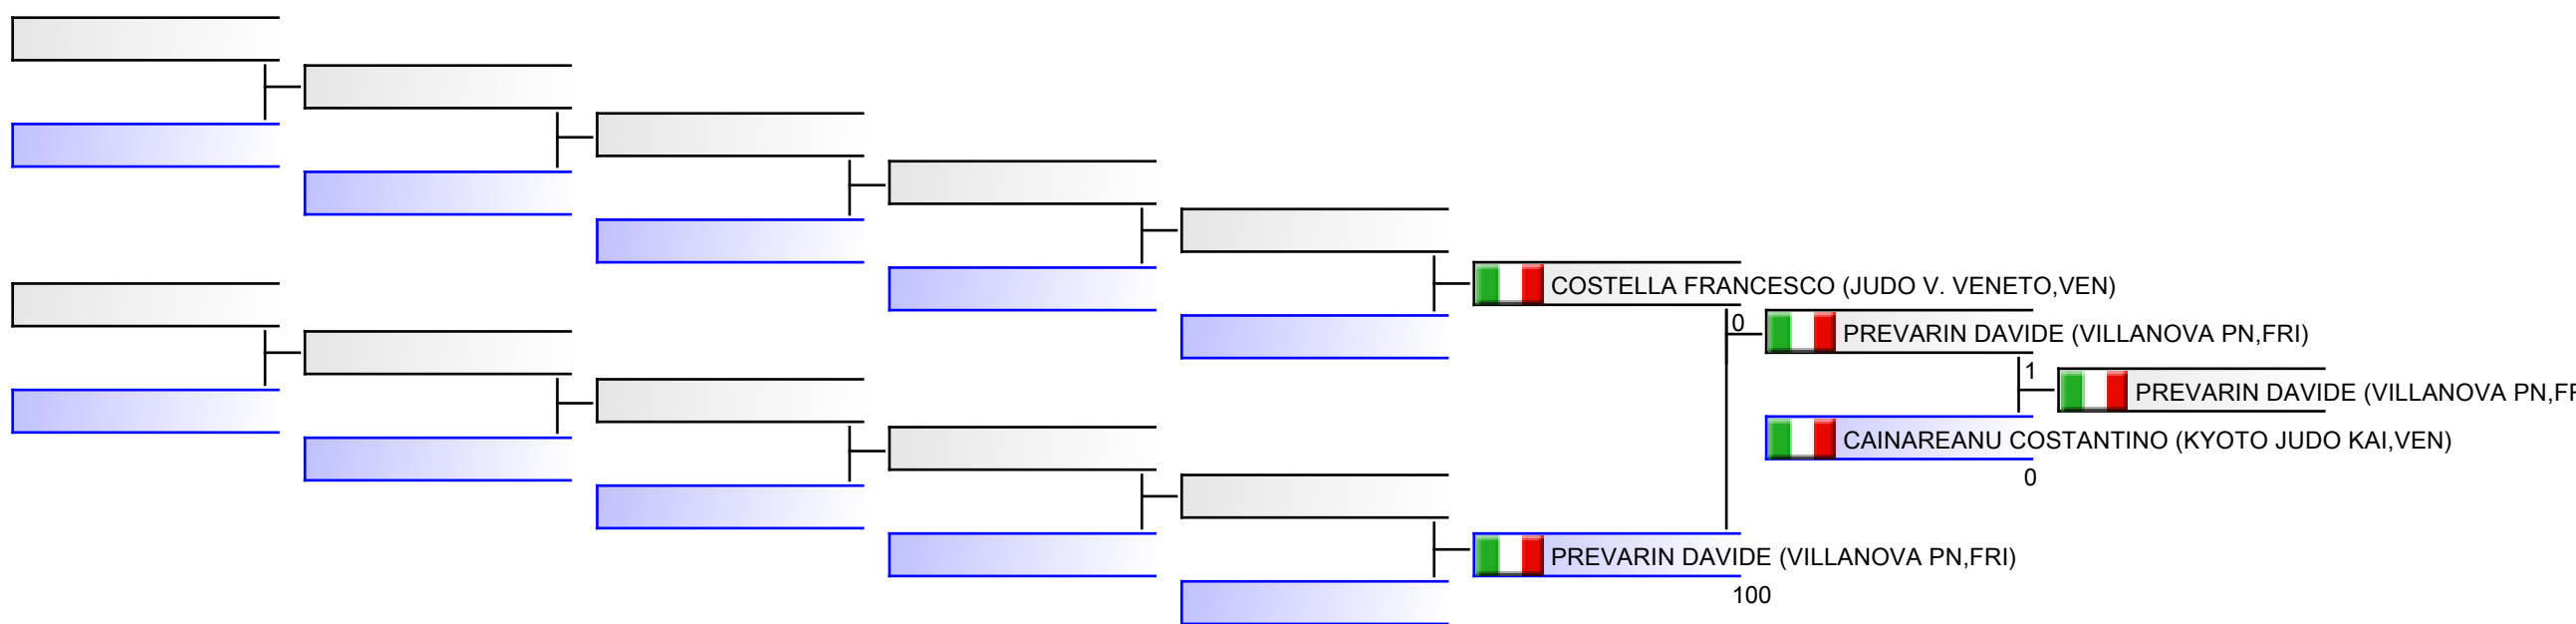 COSTELLA FRANCESCO (JUDO V. VENETO,VEN)
0
PREVARIN DAVIDE (VILLANOVA PN,FRI)
1
PREVARIN DAVIDE (VILLANOVA PN,FR
CAINAREANU COSTANTINO (KYOTO JUDO KAI,VEN)
0
PREVARIN DAVIDE (VILLANOVA PN,FRI)
100